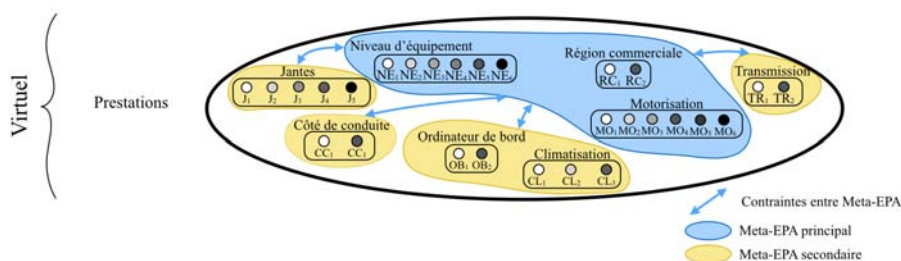 Virtuel
Prestations
Niveau d'équipement
NE₁ NE₂ NE₃ NE₄ NE₅ NE₆
Région commerciale
RC₁ RC₂
Jantes
J₁ J₂ J₃ J₄ J₅
Transmission
TR₁ TR₂
Motorisation
MO₁ MO₂ MO₃ MO₄ MO₅ MO₆
Côté de conduite
CC₁ CC₁
Ordinateur de bord
OB₁ OB₂
Climatisation
CL₁ CL₂ CL₃
Contraintes entre Meta-EPA
Meta-EPA principal
Meta-EPA secondaire